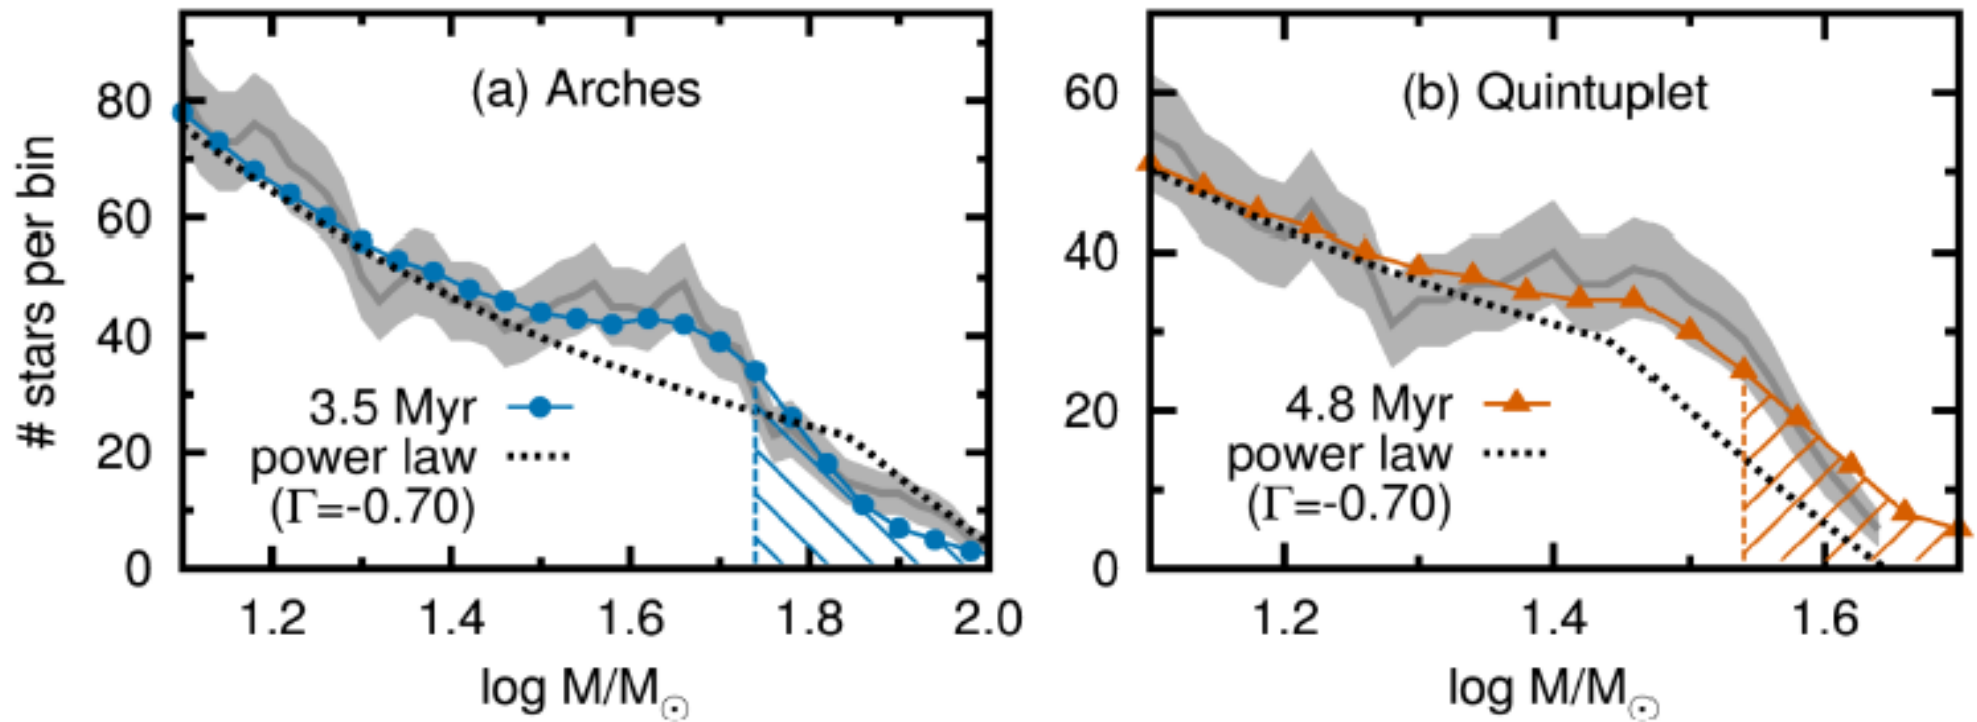 (a) Arches
# stars per bin
80
60
40
20
0
3.5 Myr
power law
(Γ=-0.70)
1.2 1.4 1.6 1.8 2.0
log M/M☉
(b) Quintuplet
60
40
20
0
4.8 Myr
power law
(Γ=-0.70)
1.2 1.4 1.6
log M/M☉